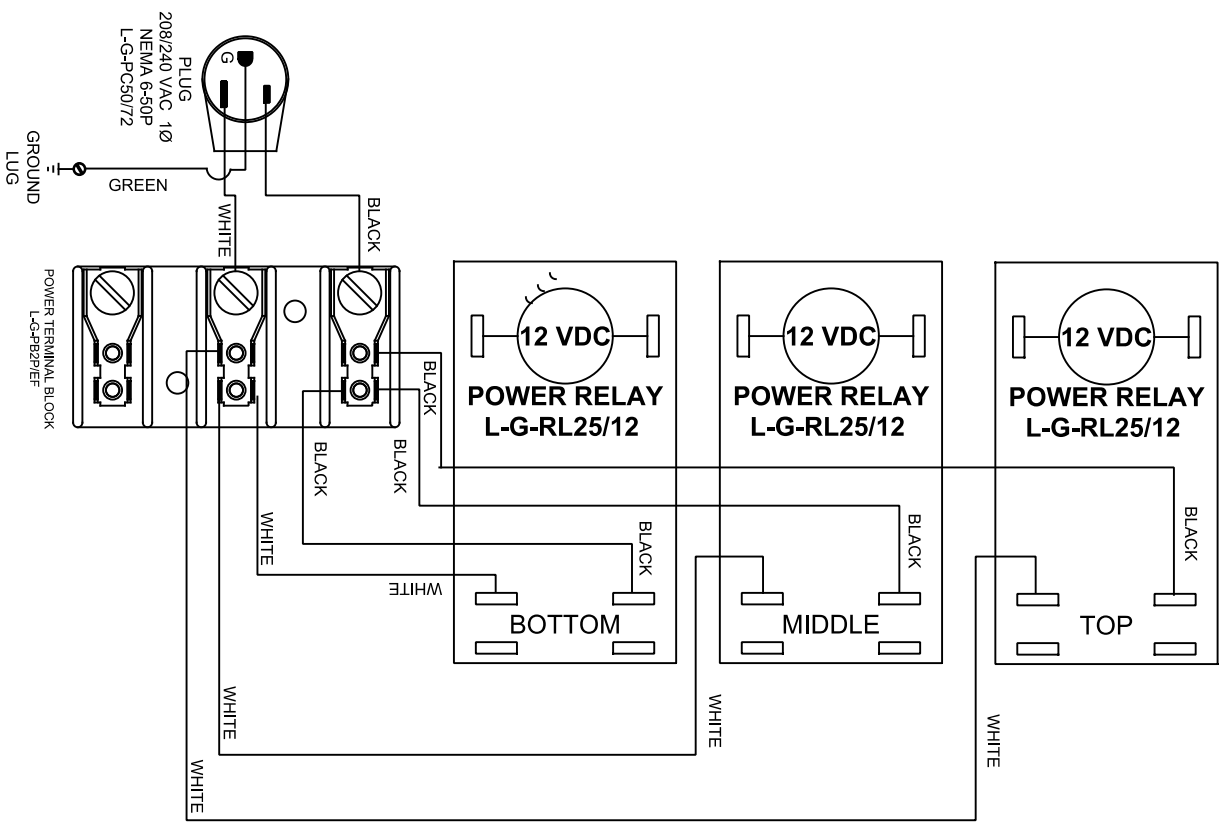 PLUG
208/240 VAC 1Ø
NEMA 6-50P
L-G-PC50/72
G
GROUND
LUG
GREEN
WHITE
BLACK
POWER TERMINAL BLOCK
L-G-PB2P/EF
BLACK
BLACK
BLACK
WHITE
WHITE
WHITE
WHITE
12 VDC
POWER RELAY
L-G-RL25/12
BLACK
BOTTOM
12 VDC
POWER RELAY
L-G-RL25/12
BLACK
MIDDLE
WHITE
12 VDC
POWER RELAY
L-G-RL25/12
BLACK
TOP
WHITE